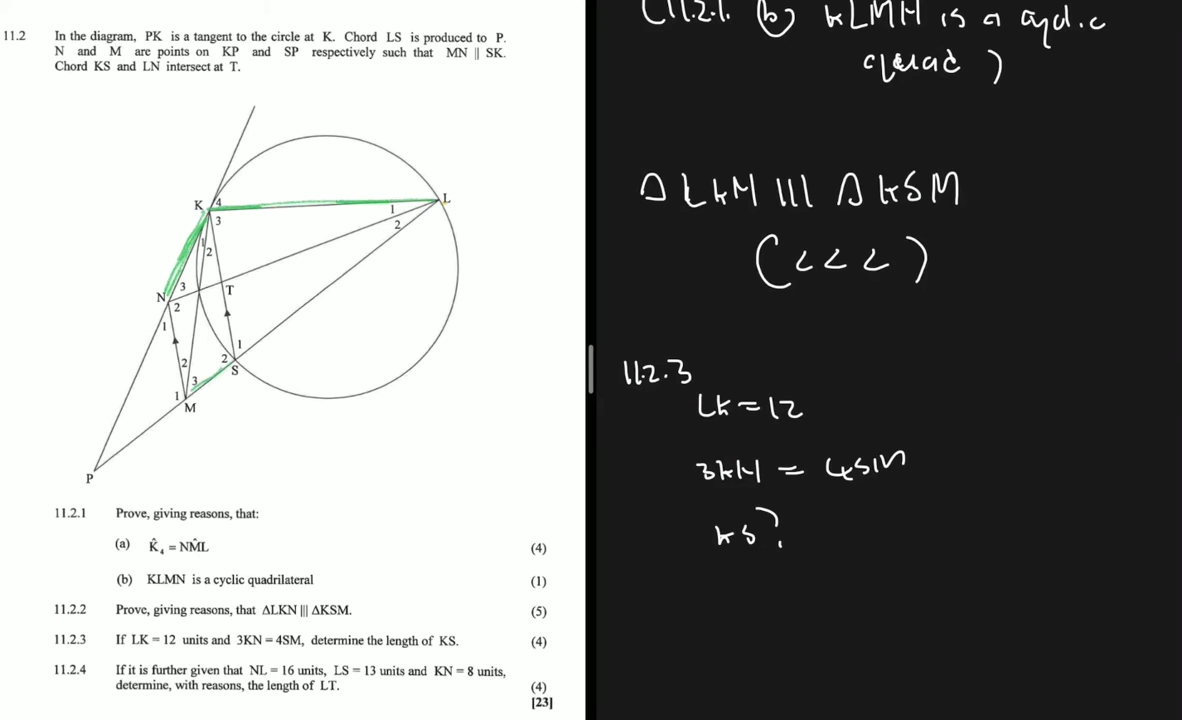 11.2 In the diagram, PK is a tangent to the circle at K. Chord LS is produced to P.
N and M are points on KP and SP respectively such that MN || SK.
Chord KS and LN intersect at T.
K 4
3
1
2
L
1
2
N 3
2
1
T
2 1
S
2
3
1
M
P
11.2.1 Prove, giving reasons, that:
(a) K̂₄ = NM̂L (4)
(b) KLMN is a cyclic quadrilateral (1)
11.2.2 Prove, giving reasons, that ΔLKN ||| ΔKSM. (5)
11.2.3 If LK = 12 units and 3KN = 4SM, determine the length of KS. (4)
11.2.4 If it is further given that NL = 16 units, LS = 13 units and KN = 8 units,
determine, with reasons, the length of LT. (4)
[23]
(11.2.1. (b) KLMN is a cyclic
quad )
Δ LKN ||| Δ KSM
(<<<)
11.2.3
LK = 12
3KN = 4SM
KS?